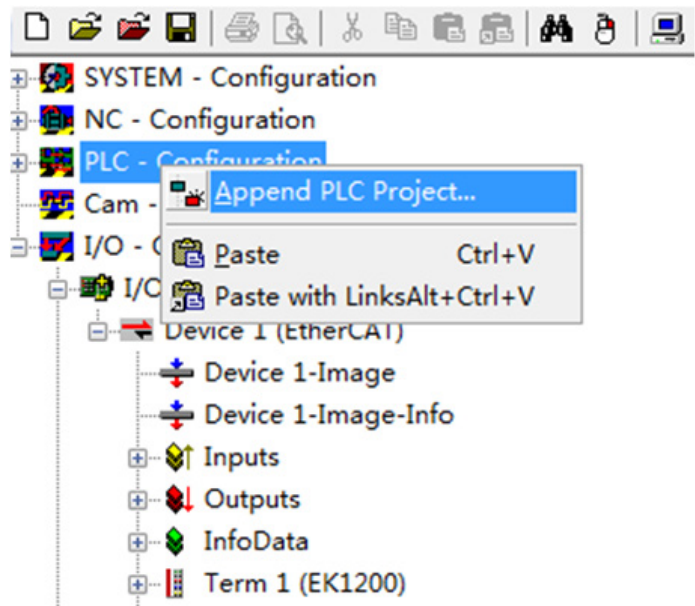 SYSTEM - Configuration
NC - Configuration
PLC - Configuration
Append PLC Project...
Cam -
I/O - C
Paste Ctrl+V
I/O
Paste with LinksAlt+Ctrl+V
Device 1 (EtherCAT)
Device 1-Image
Device 1-Image-Info
Inputs
Outputs
InfoData
Term 1 (EK1200)